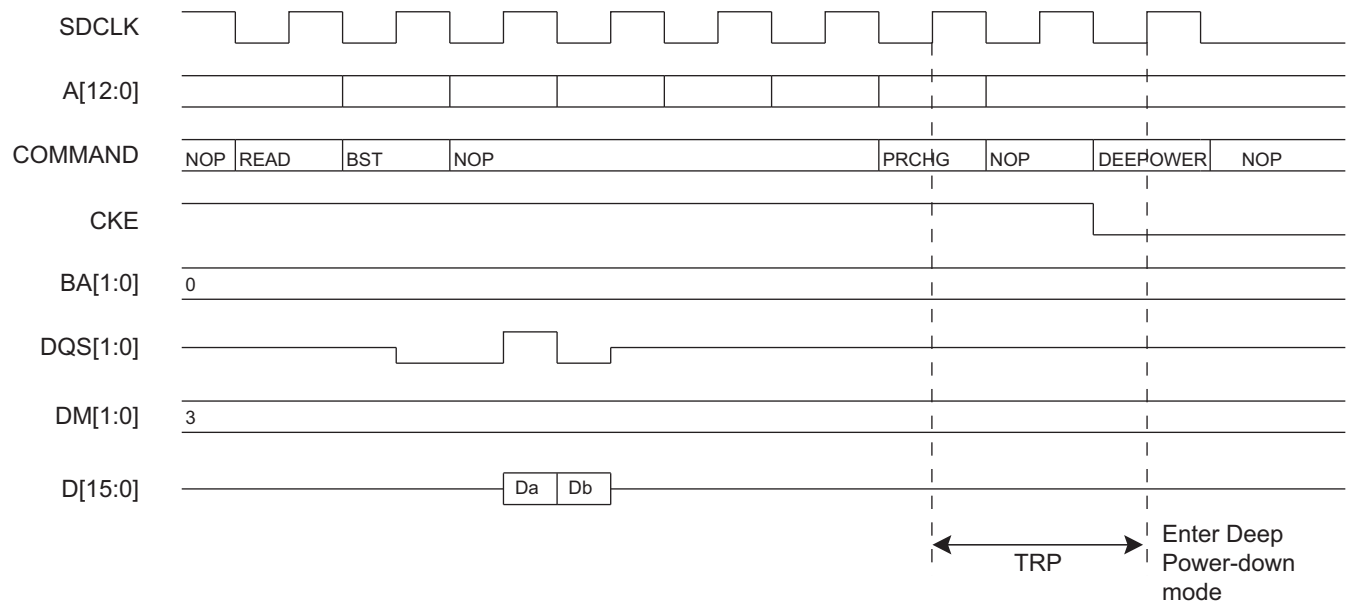 SDCLK
A[12:0]
COMMAND NOP READ BST NOP PRCHG NOP DEEPOWER NOP
CKE
BA[1:0] 0
DQS[1:0]
DM[1:0] 3
D[15:0] Da Db
TRP
Enter Deep
Power-down
mode